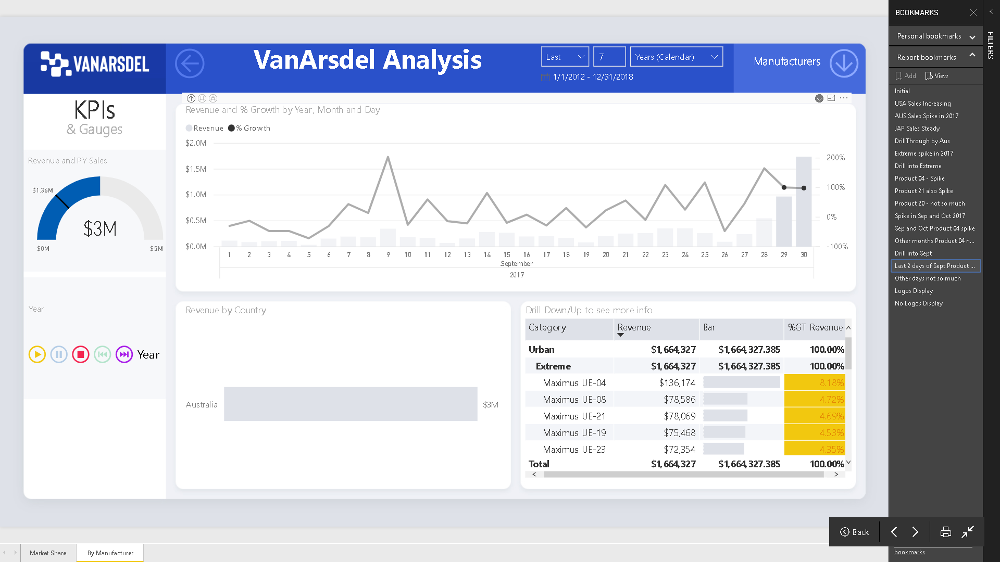 VANARSDEL
VanArsdel Analysis
Last
7
Years (Calendar)
1/1/2012 - 12/31/2018
Manufacturers
KPIs
& Gauges
Revenue and PY Sales
$1.36M
$3M
$0M
$5M
Year
Year
Revenue and % Growth by Year, Month and Day
Revenue % Growth
$2.0M
$1.5M
$1.0M
$0.5M
$0.0M
200%
100%
0%
-100%
1 2 3 4 5 6 7 8 9 10 11 12 13 14 15 16 17 18 19 20 21 22 23 24 25 26 27 28 29 30
September
2017
Revenue by Country
Australia $3M
Drill Down/Up to see more info
Category Revenue Bar %GT Revenue
Urban $1,664,327 $1,664,327.385 100.00%
Extreme $1,664,327 $1,664,327.385 100.00%
Maximus UE-04 $136,174 8.18%
Maximus UE-08 $78,586 4.72%
Maximus UE-21 $78,069 4.69%
Maximus UE-19 $75,468 4.53%
Maximus UE-23 $72,354 4.35%
Total $1,664,327 $1,664,327.385 100.00%
BOOKMARKS
Personal bookmarks
Report bookmarks
Add View
Initial
USA Sales Increasing
AUS Sales Spike in 2017
JAP Sales Steady
DrillThrough by Aus
Extreme spike in 2017
Drill into Extreme
Product 04 - Spike
Product 21 also Spike
Product 20 - not so much
Spike in Sep and Oct 2017
Sep and Oct Product 04 spike
Other months Product 04 n...
Drill into Sept
Last 2 days of Sept Product ...
Other days not so much
Logos Display
No Logos Display
FILTERS
Back
bookmarks
Market Share
By Manufacturer